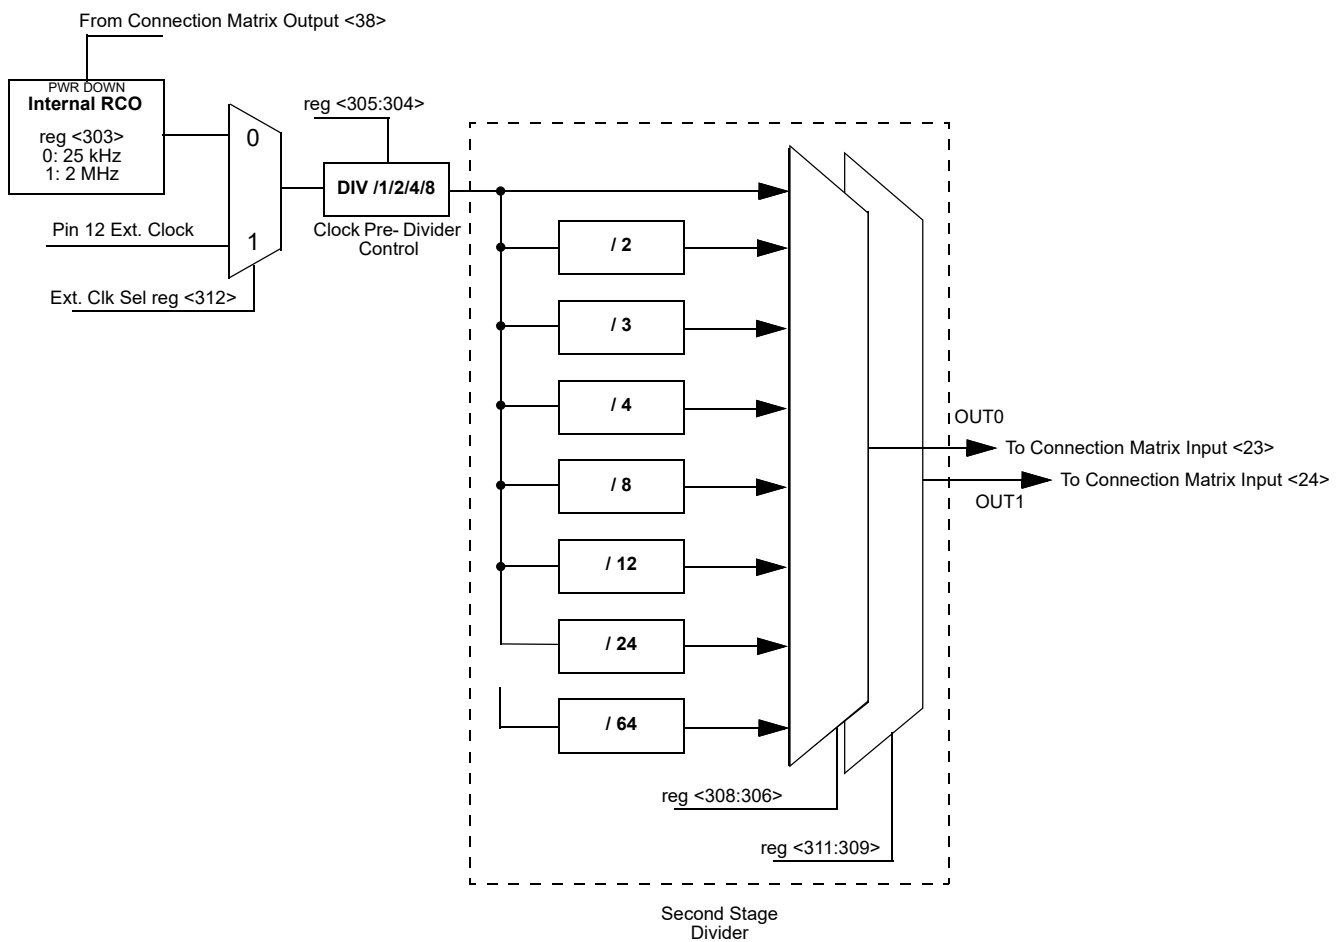 From Connection Matrix Output <38>
PWR DOWN
Internal RCO
reg <303>
0: 25 kHz
1: 2 MHz
0
1
Pin 12 Ext. Clock
Ext. Clk Sel reg <312>
reg <305:304>
DIV /1/2/4/8
Clock Pre- Divider
Control
/ 2
/ 3
/ 4
/ 8
/ 12
/ 24
/ 64
OUT0
To Connection Matrix Input <23>
To Connection Matrix Input <24>
OUT1
reg <308:306>
reg <311:309>
Second Stage
Divider